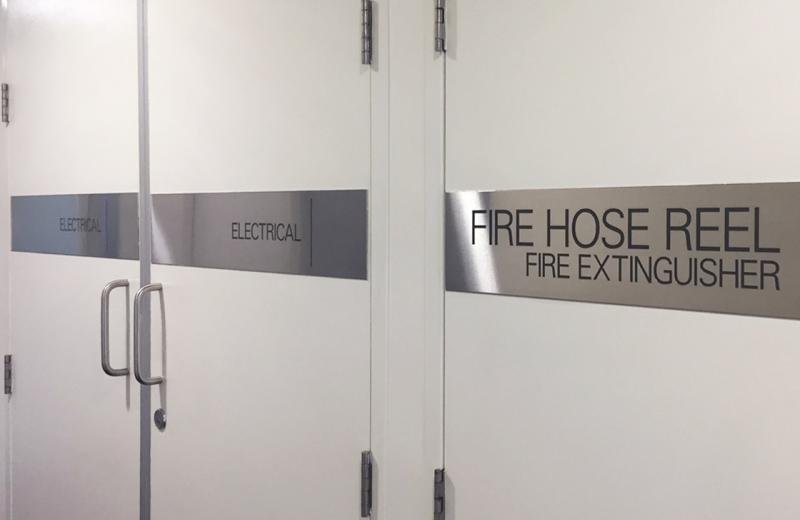 ELECTRICAL
ELECTRICAL
FIRE HOSE REEL
FIRE EXTINGUISHER